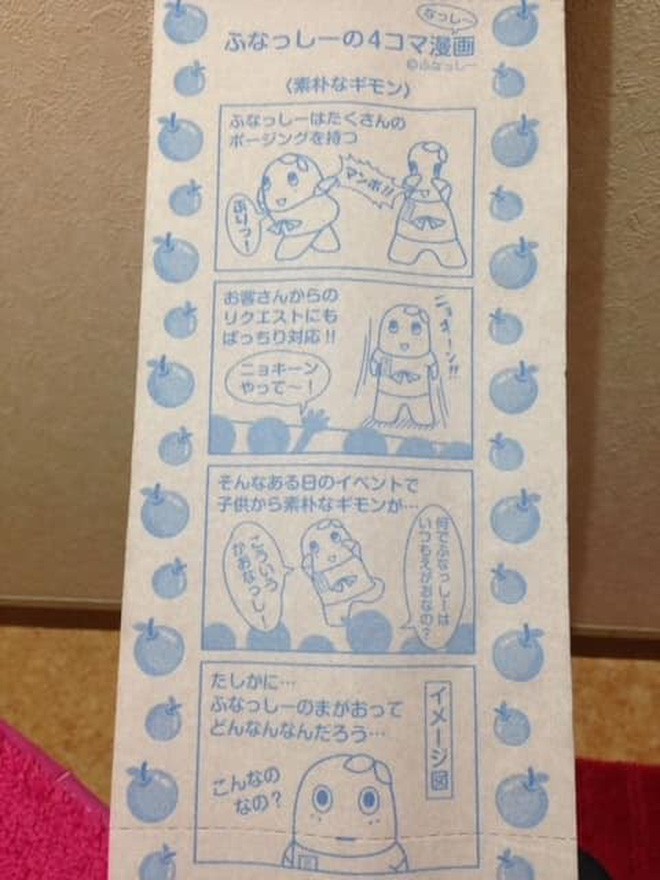 なっしー
ふなっしーの4コマ漫画
©ふなっしー
〈素朴なギモン〉
ふなっしーはたくさんの
ポージングを持つ
マンボ!!
ぷりっ!
お客さんからの
リクエストにも
ばっちり対応!!
ニョキーン!!
ニョキーン
やって〜!
そんなある日のイベントで
子供から素朴なギモンが…
何でふなっしーは
いつもえがおなの?
こういう
かおなっしー!
たしかに…
ふなっしーのまがおって
どんなんなんだろう…
イメージ図
こんなの
なの?